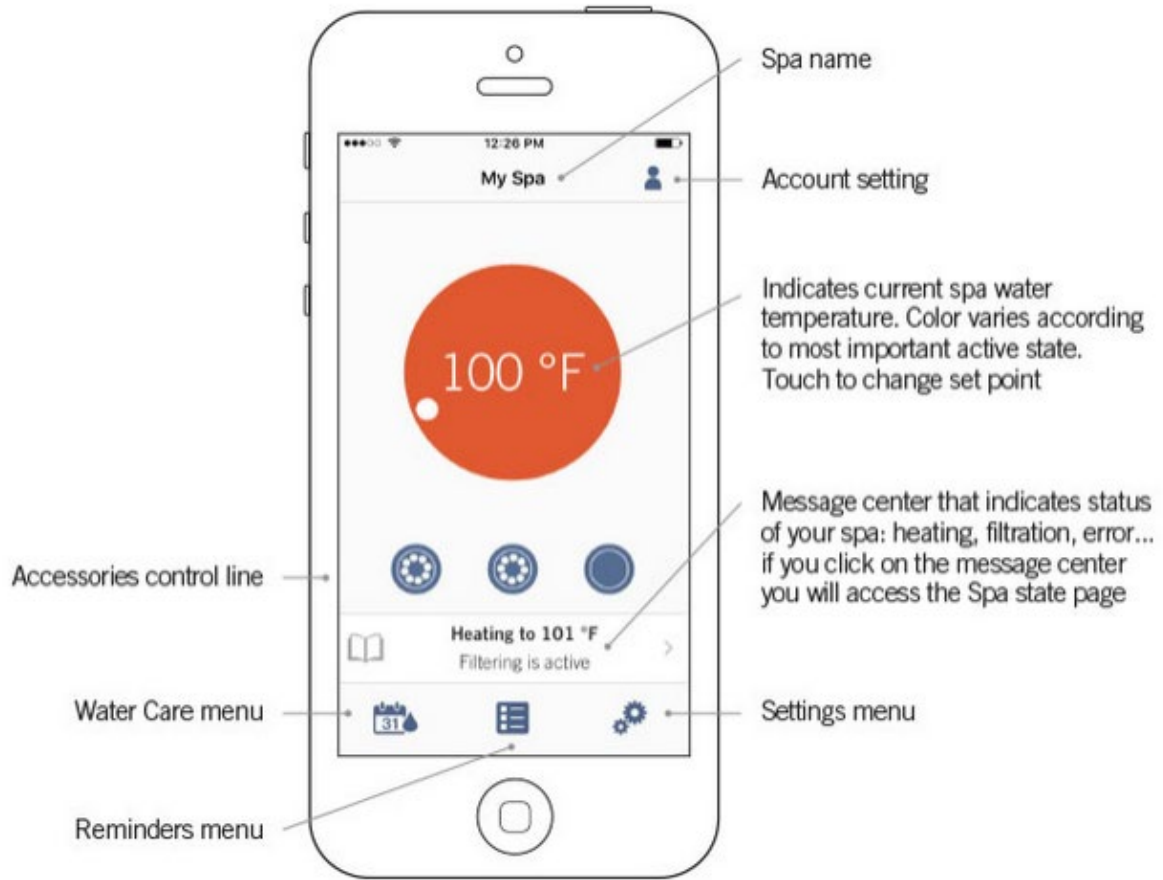 Spa name
12:26 PM
My Spa
Account setting
Indicates current spa water
temperature. Color varies according
to most important active state.
Touch to change set point
100 °F
Message center that indicates status
of your spa: heating, filtration, error...
if you click on the message center
you will access the Spa state page
Accessories control line
Heating to 101 °F
Filtering is active
Water Care menu
31
Settings menu
Reminders menu